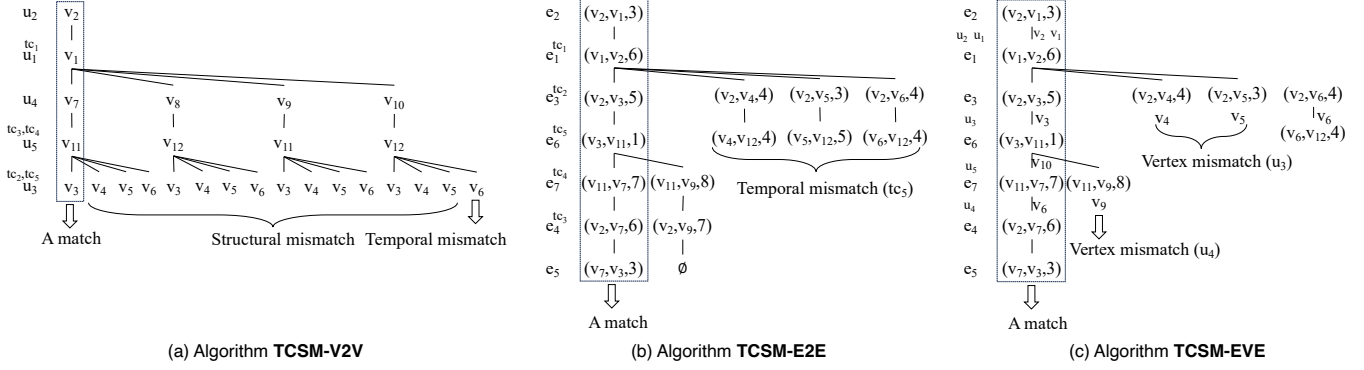 u2 v2
tc1
u1 v1
u4 v7 v8 v9 v10
tc3,tc4
u5 v11 v12 v11 v12
tc2,tc5
u3 v3 v4 v5 v6 v3 v4 v5 v6 v3 v4 v5 v6 v3 v4 v5 v6
A match Structural mismatch Temporal mismatch
(a) Algorithm TCSM-V2V
e2 (v2,v1,3)
tc1
e1 (v1,v2,6)
tc2
e3 (v2,v3,5) (v2,v4,4) (v2,v5,3) (v2,v6,4)
tc5
e6 (v3,v11,1) (v4,v12,4) (v5,v12,5) (v6,v12,4)
Temporal mismatch (tc5)
tc4
e7 (v11,v7,7) (v11,v9,8)
tc3
e4 (v2,v7,6) (v2,v9,7)
e5 (v7,v3,3) ∅
A match
(b) Algorithm TCSM-E2E
e2 (v2,v1,3)
u2 u1 v2 v1
e1 (v1,v2,6)
e3 (v2,v3,5) (v2,v4,4) (v2,v5,3) (v2,v6,4)
u3 v3 v4 v5 v6
e6 (v3,v11,1) (v6,v12,4)
Vertex mismatch (u3)
u5 v10
e7 (v11,v7,7) (v11,v9,8)
u4 v6 v9
e4 (v2,v7,6)
Vertex mismatch (u4)
e5 (v7,v3,3)
A match
(c) Algorithm TCSM-EVE